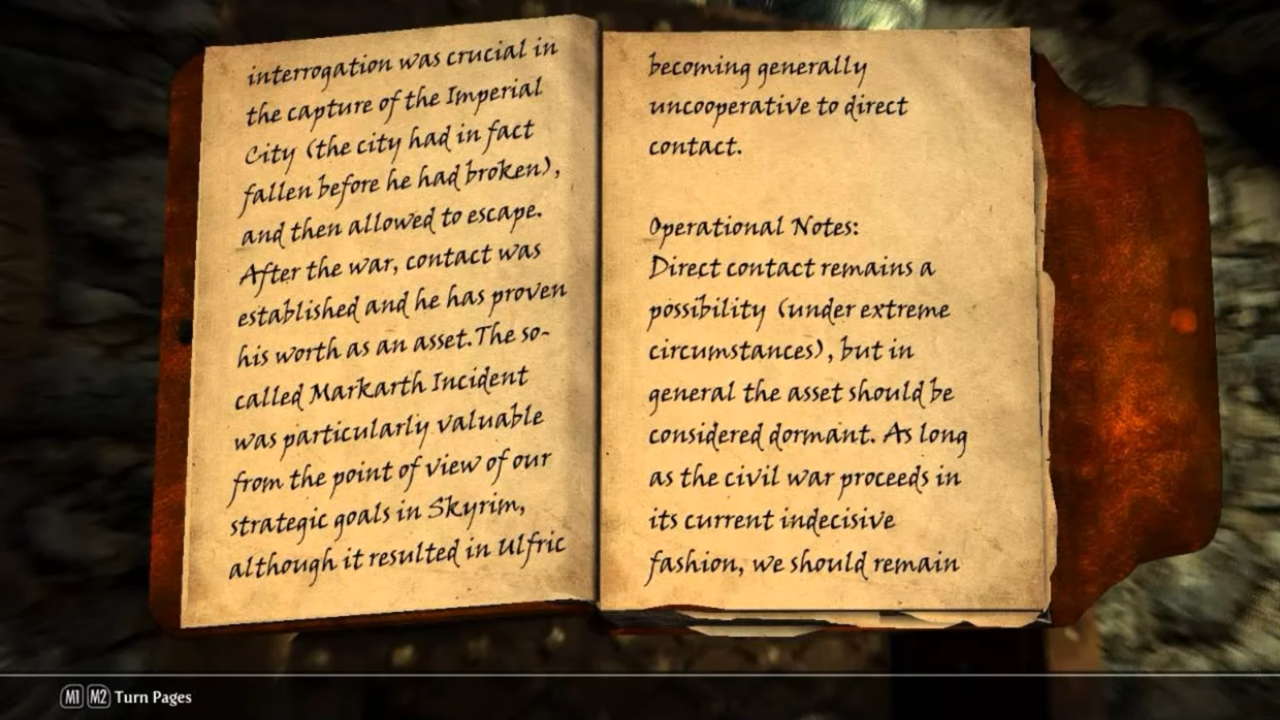 interrogation was crucial in
the capture of the Imperial
City (the city had in fact
fallen before he had broken),
and then allowed to escape.
After the war, contact was
established and he has proven
his worth as an asset. The so-
called Markarth Incident
was particularly valuable
from the point of view of our
strategic goals in Skyrim,
although it resulted in Ulfric
becoming generally
uncooperative to direct
contact.
Operational Notes:
Direct contact remains a
possibility (under extreme
circumstances), but in
general the asset should be
considered dormant. As long
as the civil war proceeds in
its current indecisive
fashion, we should remain
M1 M2 Turn Pages